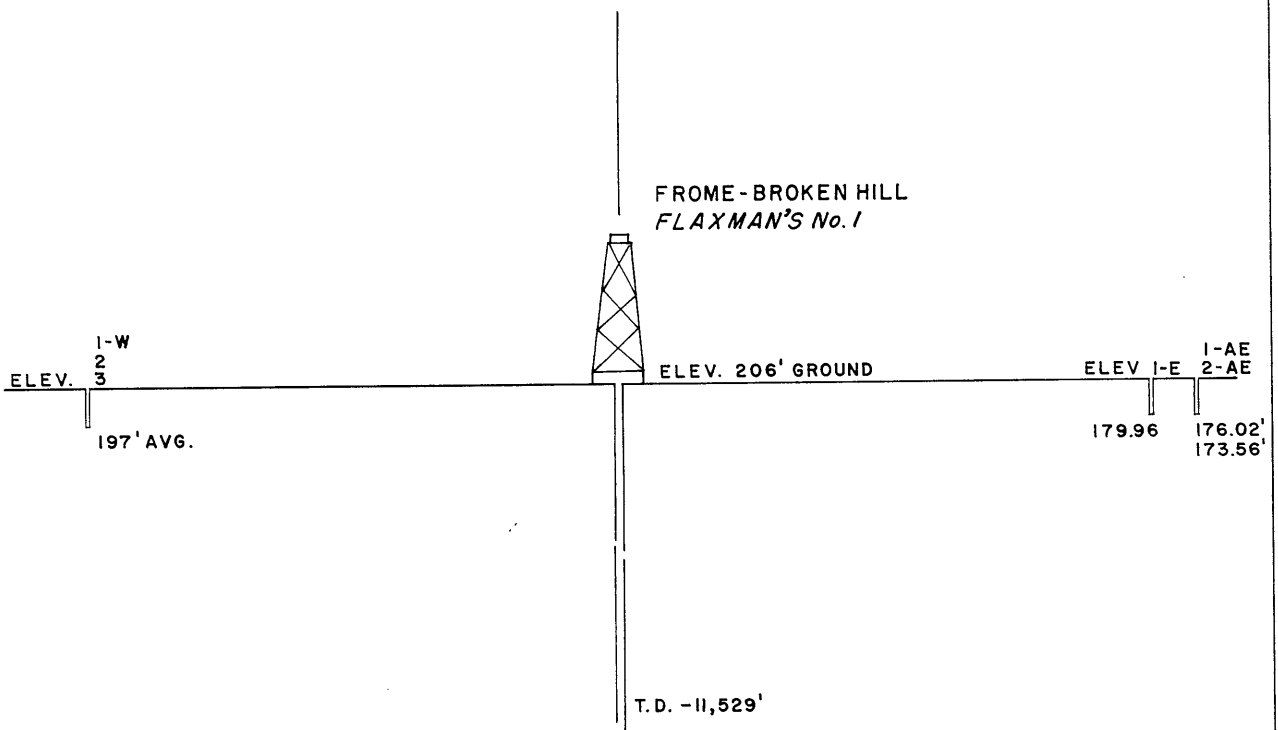 FROME-BROKEN HILL
FLAXMAN'S No. 1
1-W
2
3
ELEV.
197' AVG.
ELEV. 206' GROUND
ELEV 1-E
1-AE
2-AE
179.96
176.02'
173.56'
T.D. -11,529'